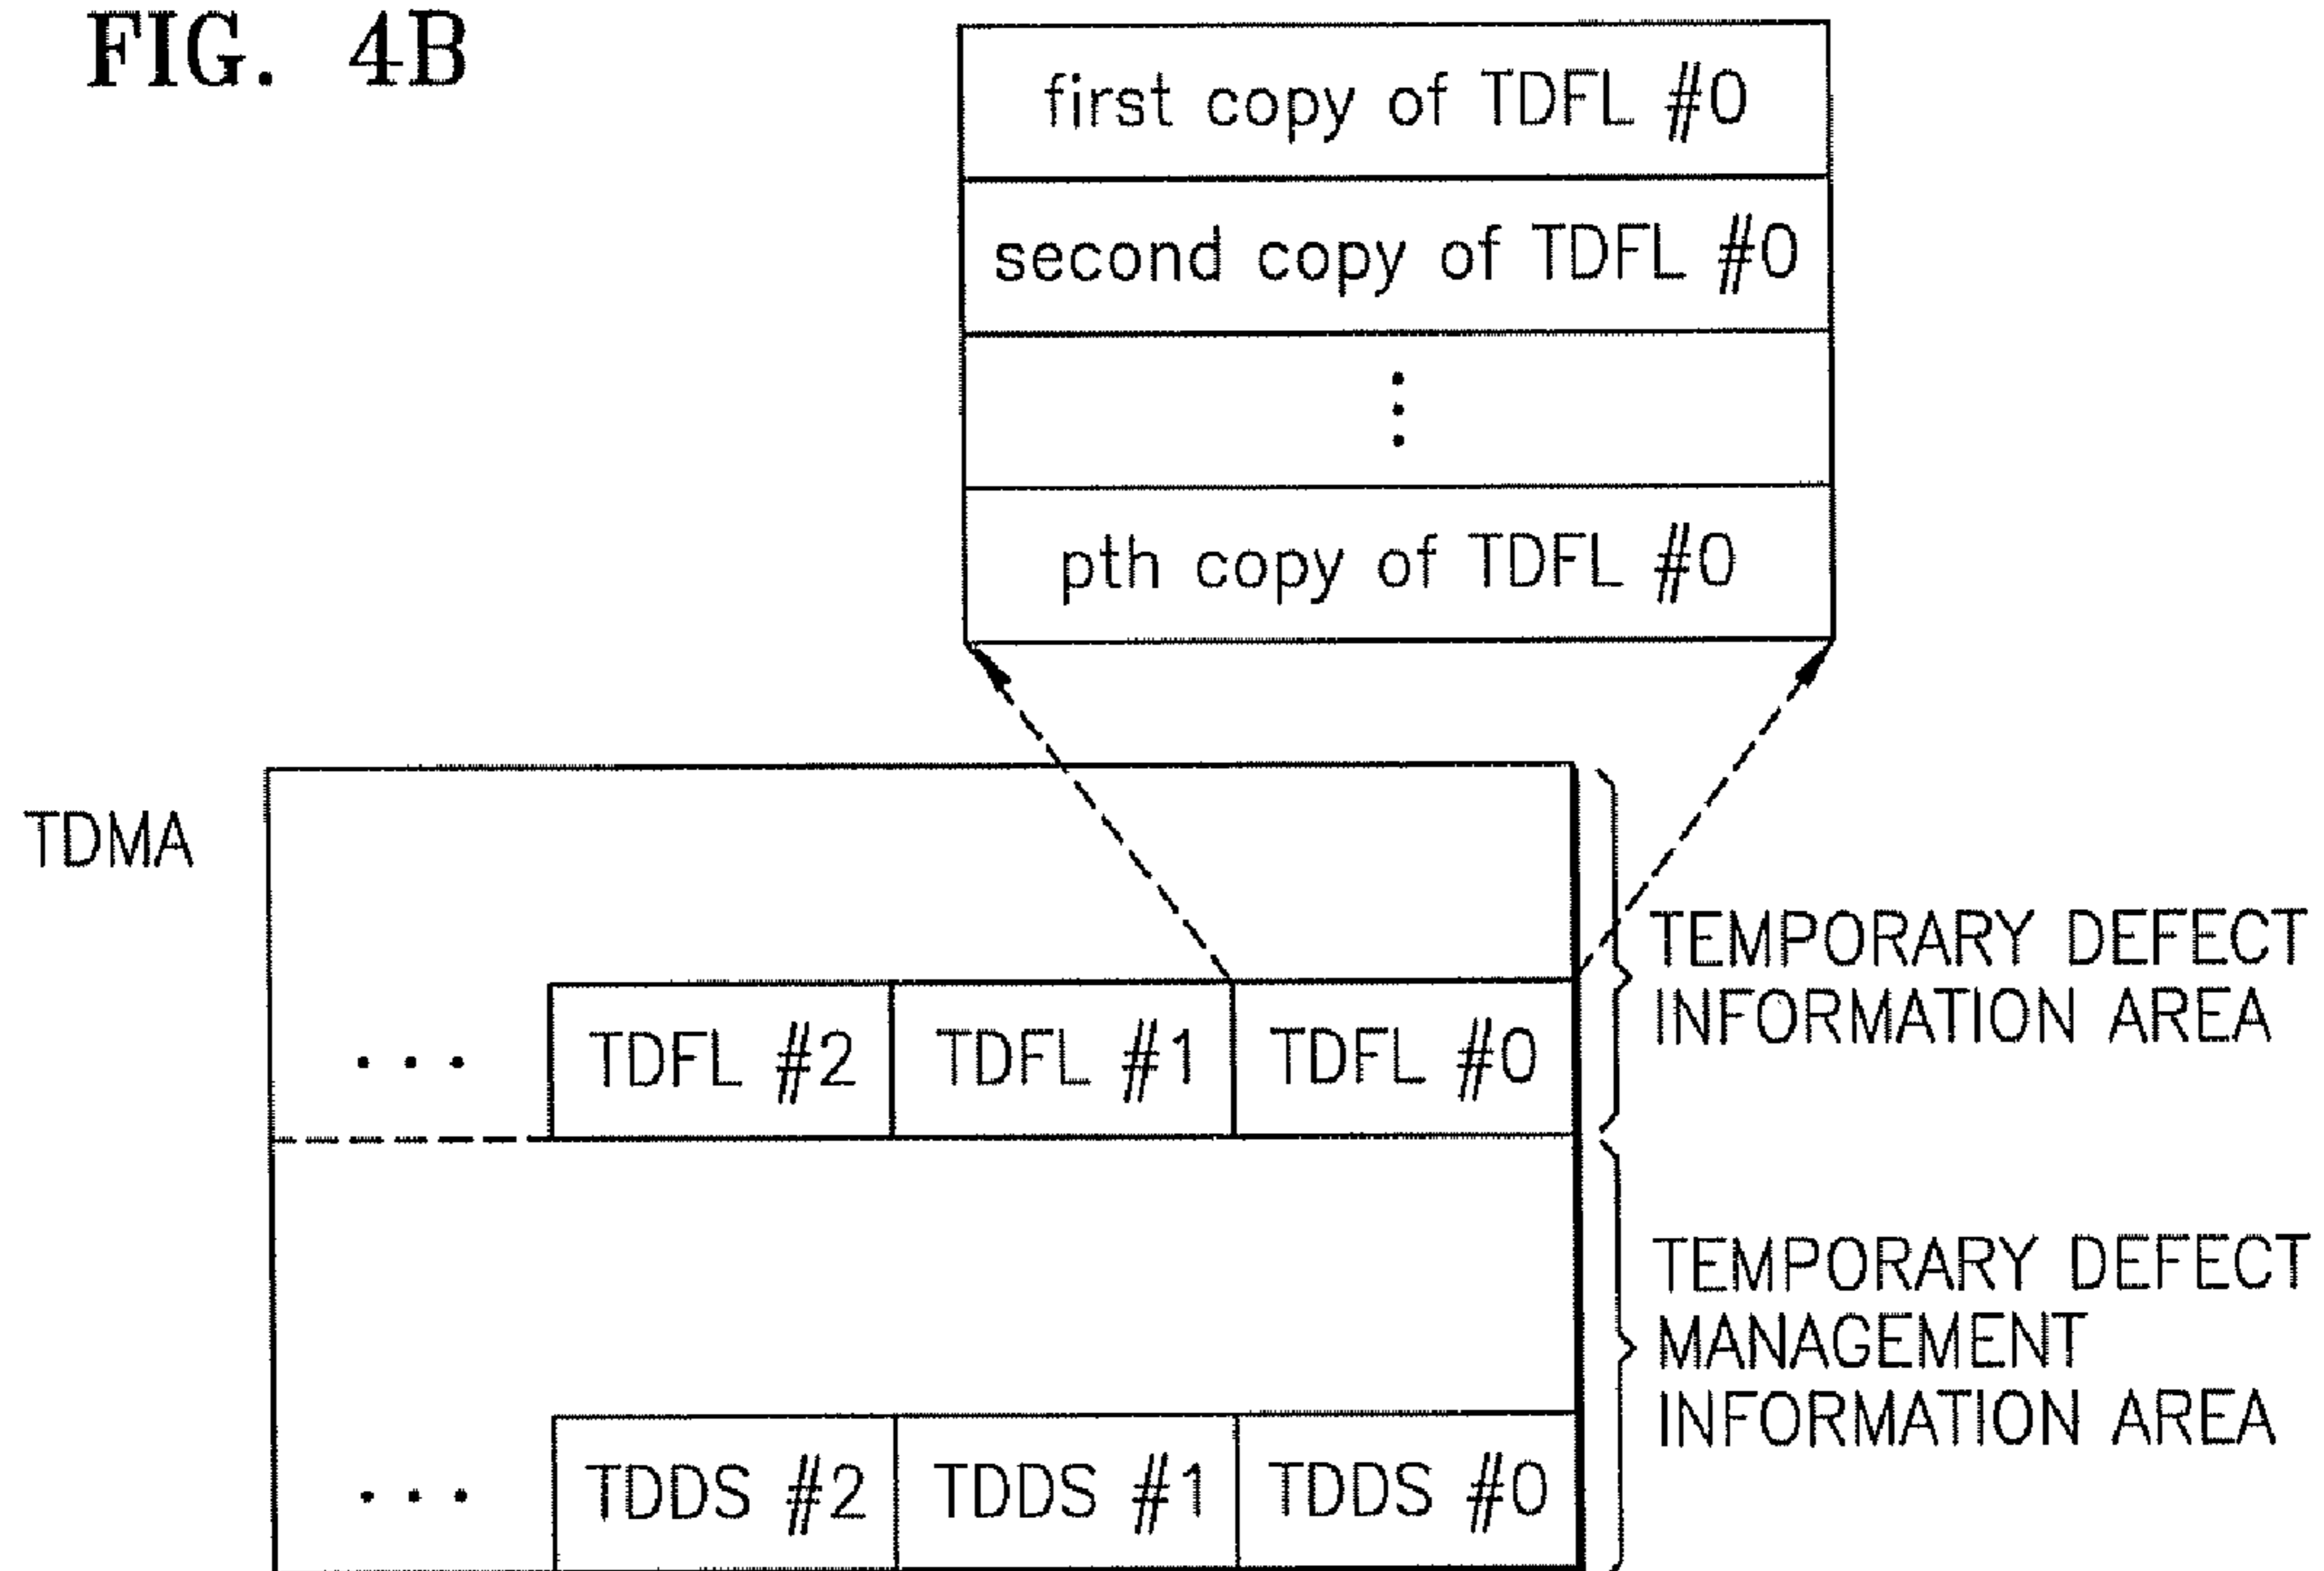 FIG. 4B
first copy of TDFL #0
second copy of TDFL #0
⋮
pth copy of TDFL #0
TDMA
TEMPORARY DEFECT
INFORMATION AREA
... TDFL #2 TDFL #1 TDFL #0
TEMPORARY DEFECT
MANAGEMENT
INFORMATION AREA
... TDDS #2 TDDS #1 TDDS #0